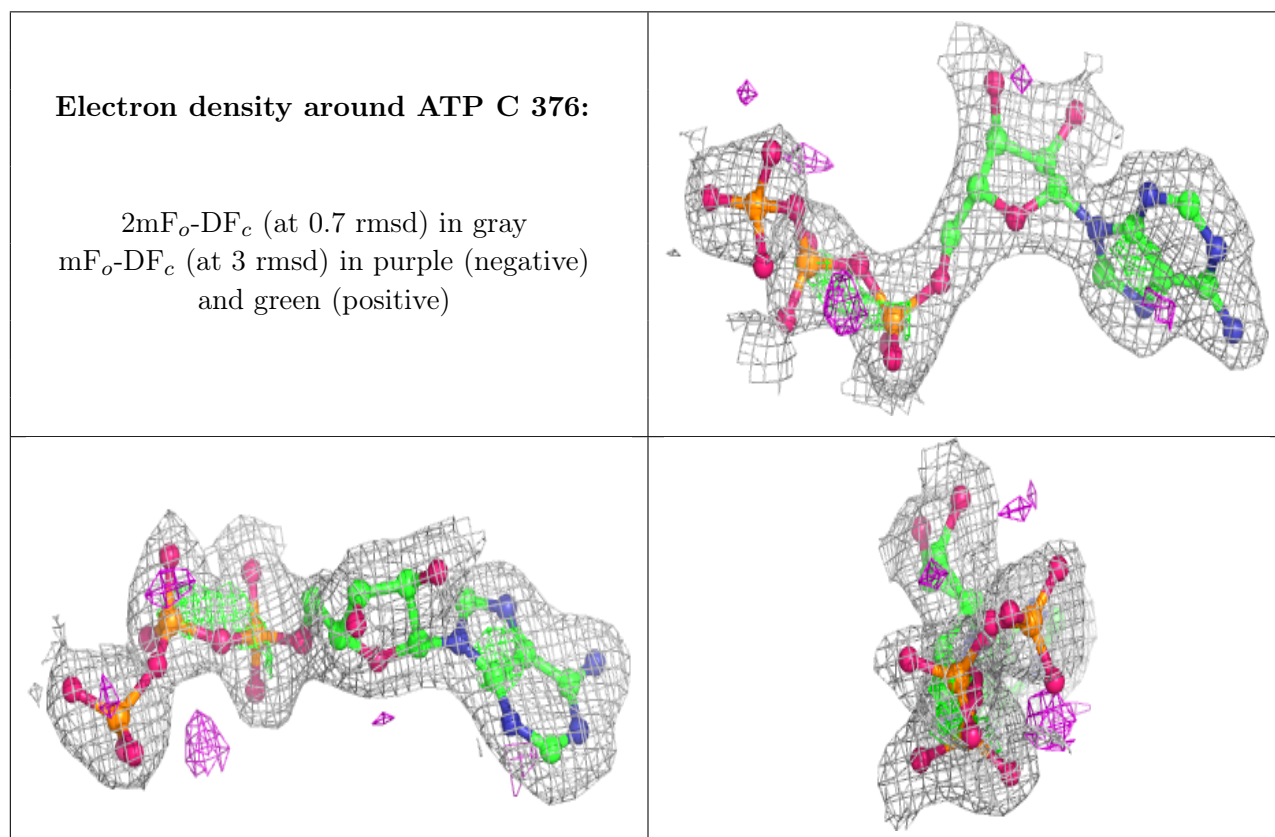 Electron density around ATP C 376:
2mFo-DFc (at 0.7 rmsd) in gray
mFo-DFc (at 3 rmsd) in purple (negative)
and green (positive)